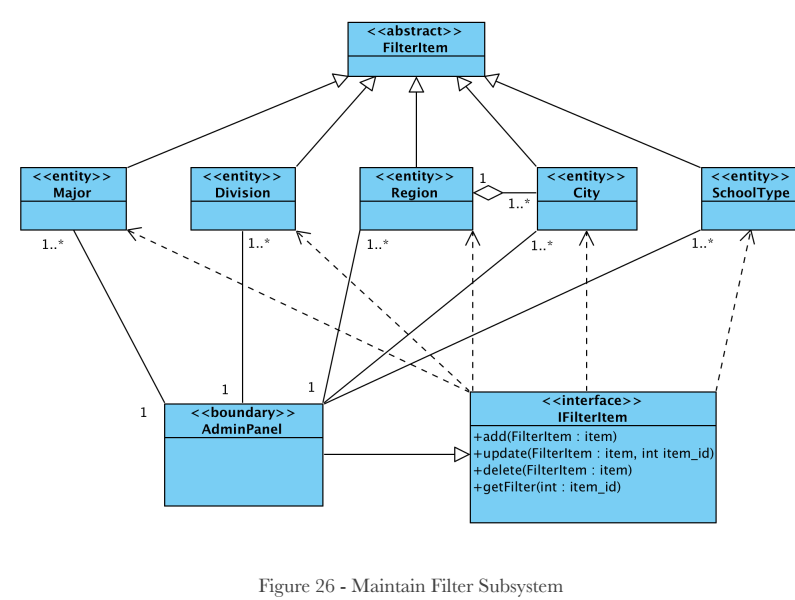 <<abstract>>
FilterItem
<<entity>>
Major
<<entity>>
Division
<<entity>>
Region
<<entity>>
City
<<entity>>
SchoolType
1
1..*
1..*
1..*
1..*
1..*
1..*
1
1
1
<<boundary>>
AdminPanel
<<interface>>
IFilterItem
+add(FilterItem : item)
+update(FilterItem : item, int item_id)
+delete(FilterItem : item)
+getFilter(int : item_id)
Figure 26 - Maintain Filter Subsystem